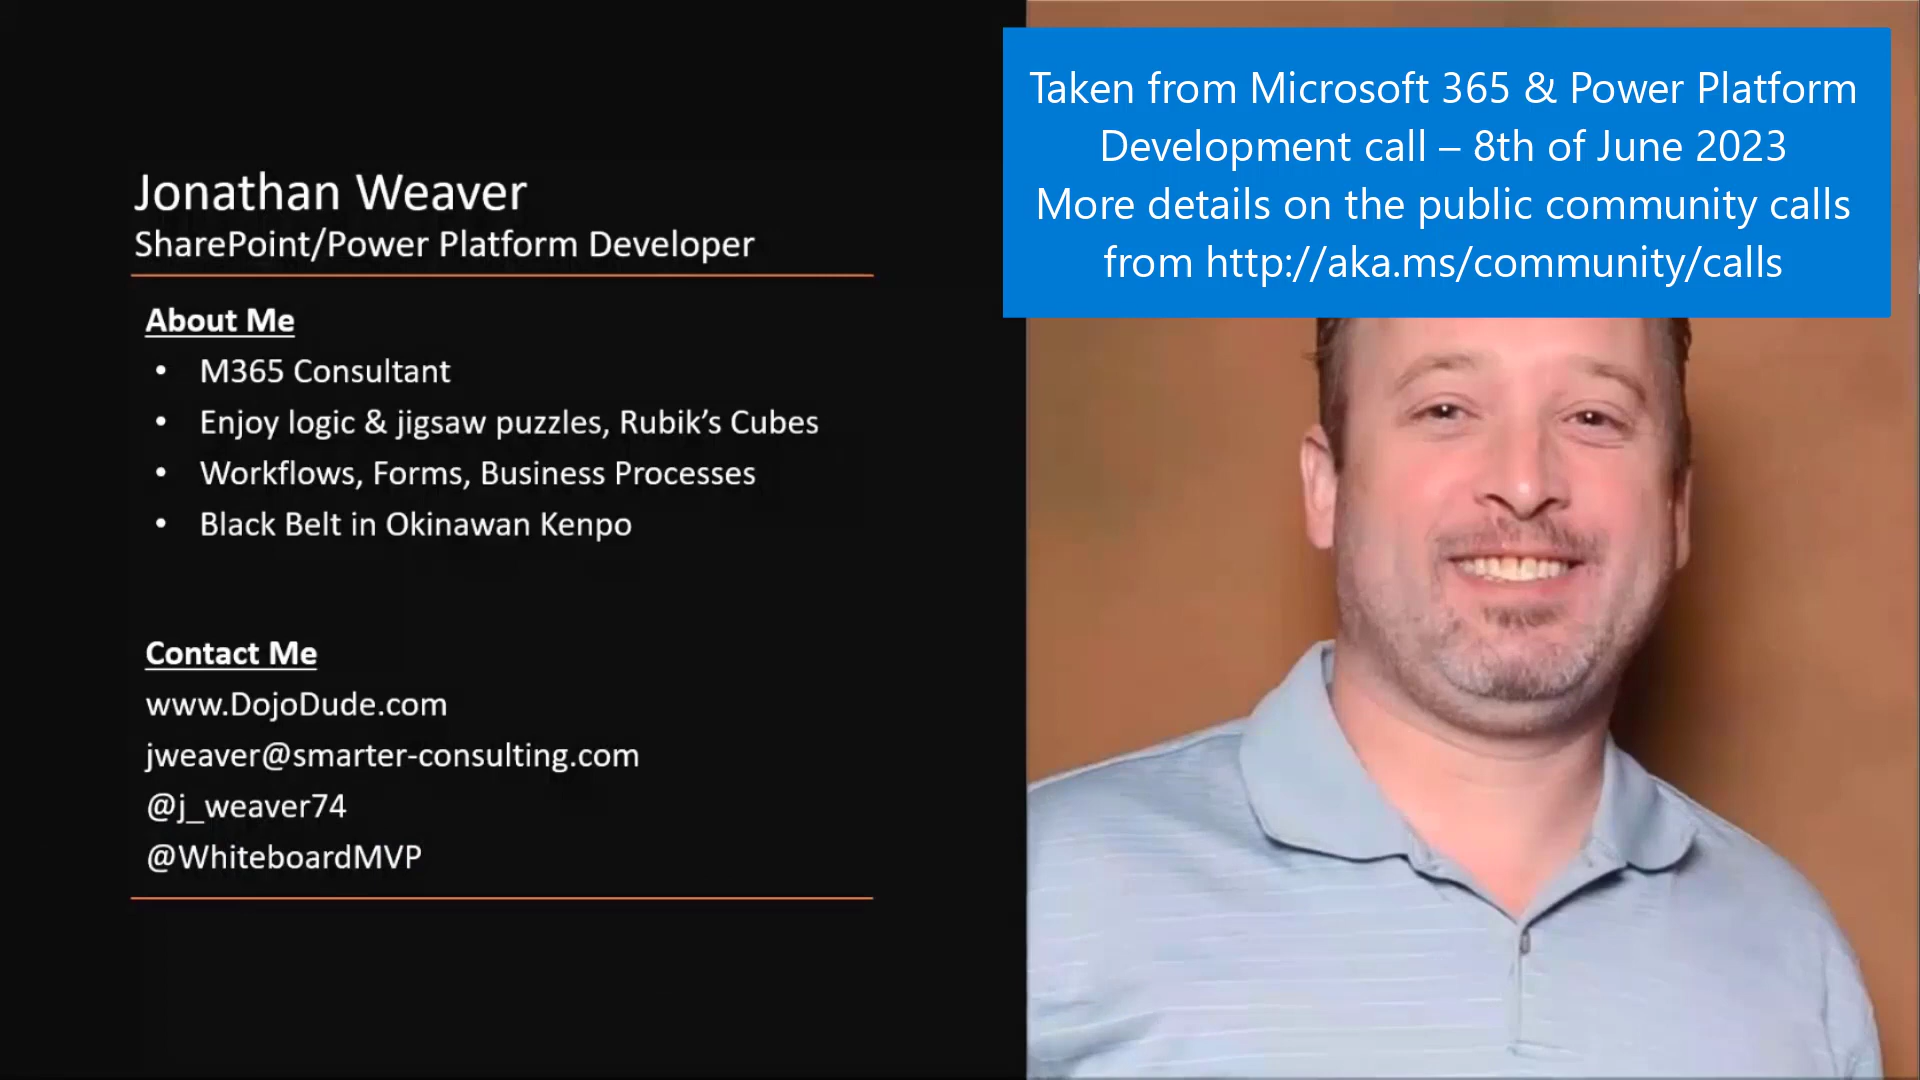 Jonathan Weaver
SharePoint/Power Platform Developer
About Me
• M365 Consultant
• Enjoy logic & jigsaw puzzles, Rubik’s Cubes
• Workflows, Forms, Business Processes
• Black Belt in Okinawan Kenpo
Contact Me
www.DojoDude.com
jweaver@smarter-consulting.com
@j_weaver74
@WhiteboardMVP
Taken from Microsoft 365 & Power Platform
Development call – 8th of June 2023
More details on the public community calls
from http://aka.ms/community/calls